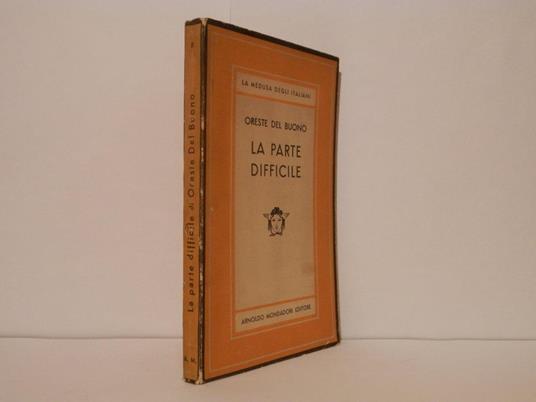 LA MEDUSA DEGLI ITALIANI
ORESTE DEL BUONO
LA PARTE
DIFFICILE
ARNOLDO MONDADORI EDITORE
La parte difficile di Oreste Del Buono
A. M.